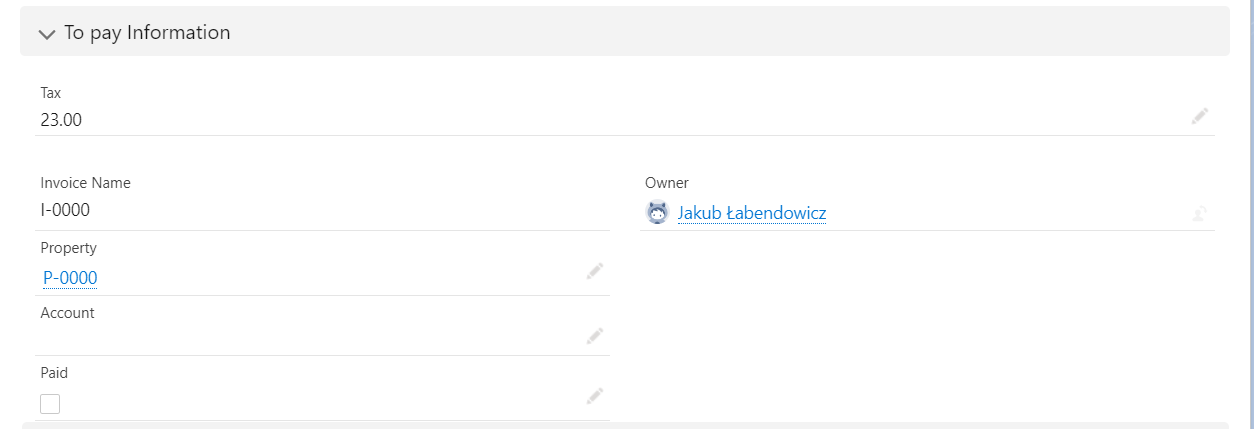 To pay Information
Tax
23.00
Invoice Name
I-0000
Owner
Jakub Łabendowicz
Property
P-0000
Account
Paid